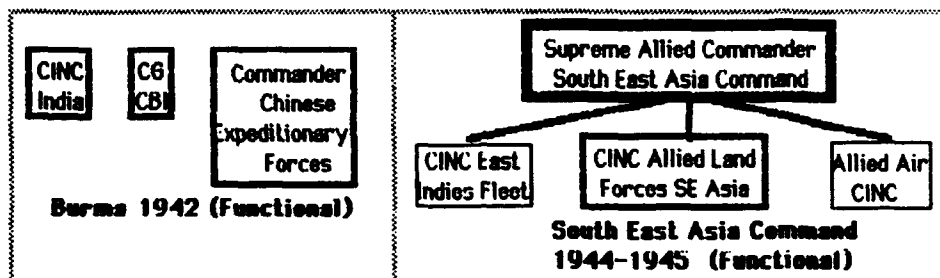 CINC
India
CG
CBI
Commander
Chinese
Expeditionary
Forces
Burma 1942 (Functional)
Supreme Allied Commander
South East Asia Command
CINC East
Indies Fleet
CINC Allied Land
Forces SE Asia
Allied Air
CINC
South East Asia Command
1944-1945 (Functional)